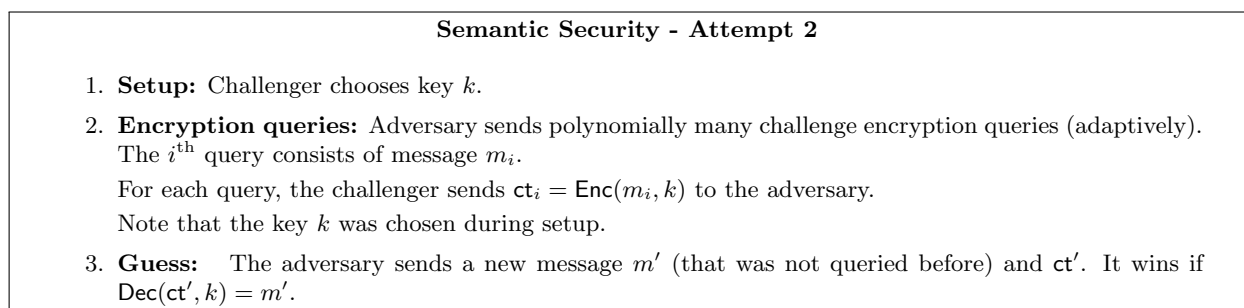 Semantic Security - Attempt 2
1. Setup: Challenger chooses key k.
2. Encryption queries: Adversary sends polynomially many challenge encryption queries (adaptively).
The i^th query consists of message m_i.
For each query, the challenger sends ct_i = Enc(m_i, k) to the adversary.
Note that the key k was chosen during setup.
3. Guess: The adversary sends a new message m′ (that was not queried before) and ct′. It wins if
Dec(ct′, k) = m′.